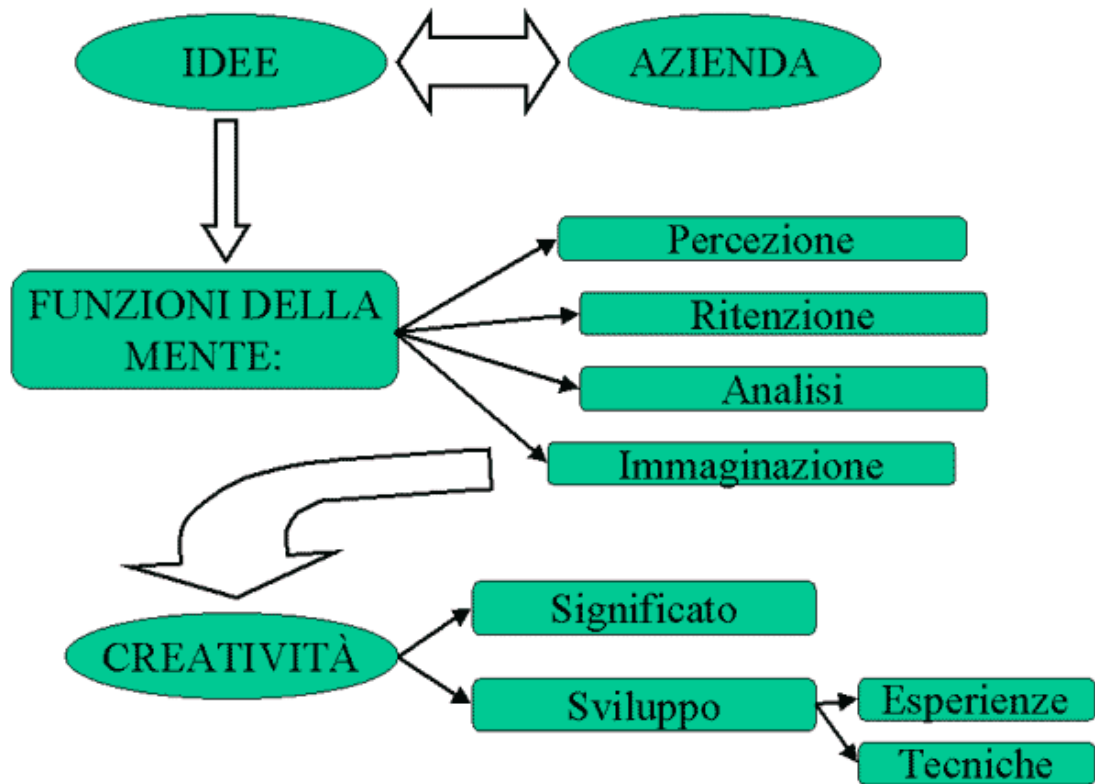 IDEE
AZIENDA
FUNZIONI DELLA
MENTE:
Percezione
Ritenzione
Analisi
Immaginazione
CREATIVITÀ
Significato
Sviluppo
Esperienze
Tecniche